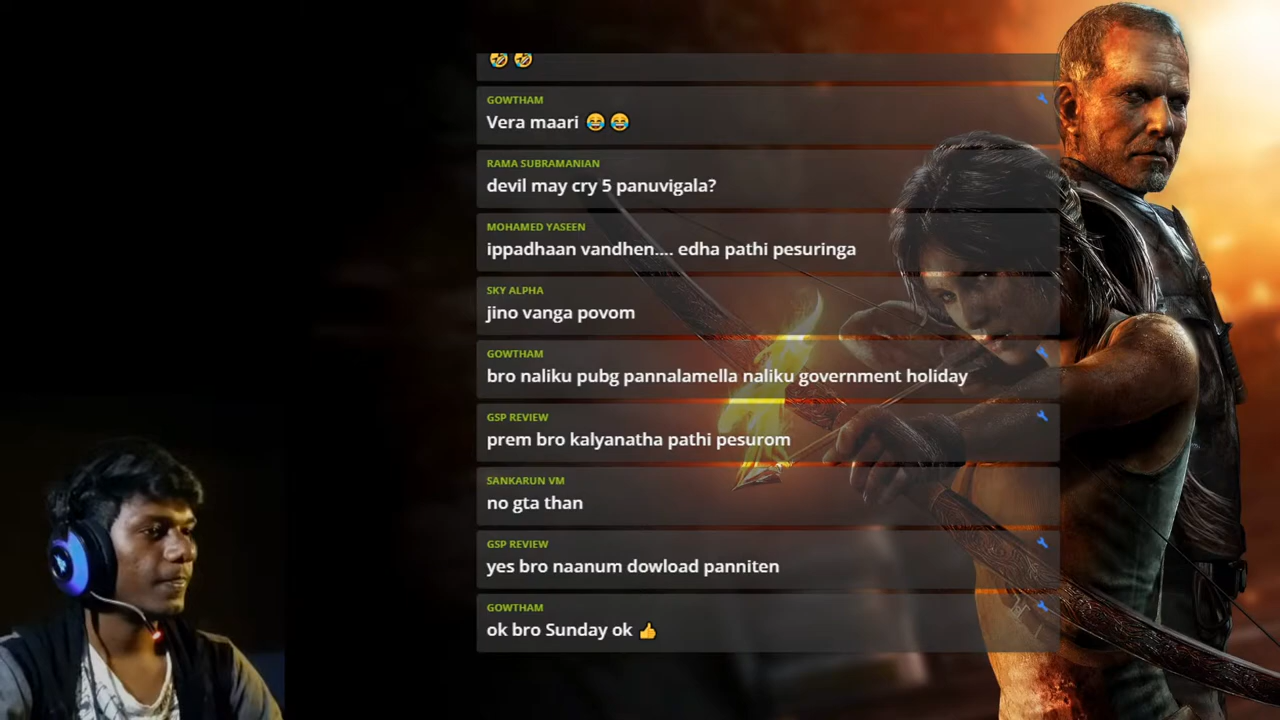 🤣 🤣
GOWTHAM
Vera maari 😂 😂
RAMA SUBRAMANIAN
devil may cry 5 panuvigala?
MOHAMED YASEEN
ippadhaan vandhen.... edha pathi pesuringa
SKY ALPHA
jino vanga povom
GOWTHAM
bro naliku pubg pannalamella naliku government holiday
GSP REVIEW
prem bro kalyanatha pathi pesurom
SANKARUN VM
no gta than
GSP REVIEW
yes bro naanum dowload panniten
GOWTHAM
ok bro Sunday ok 👍